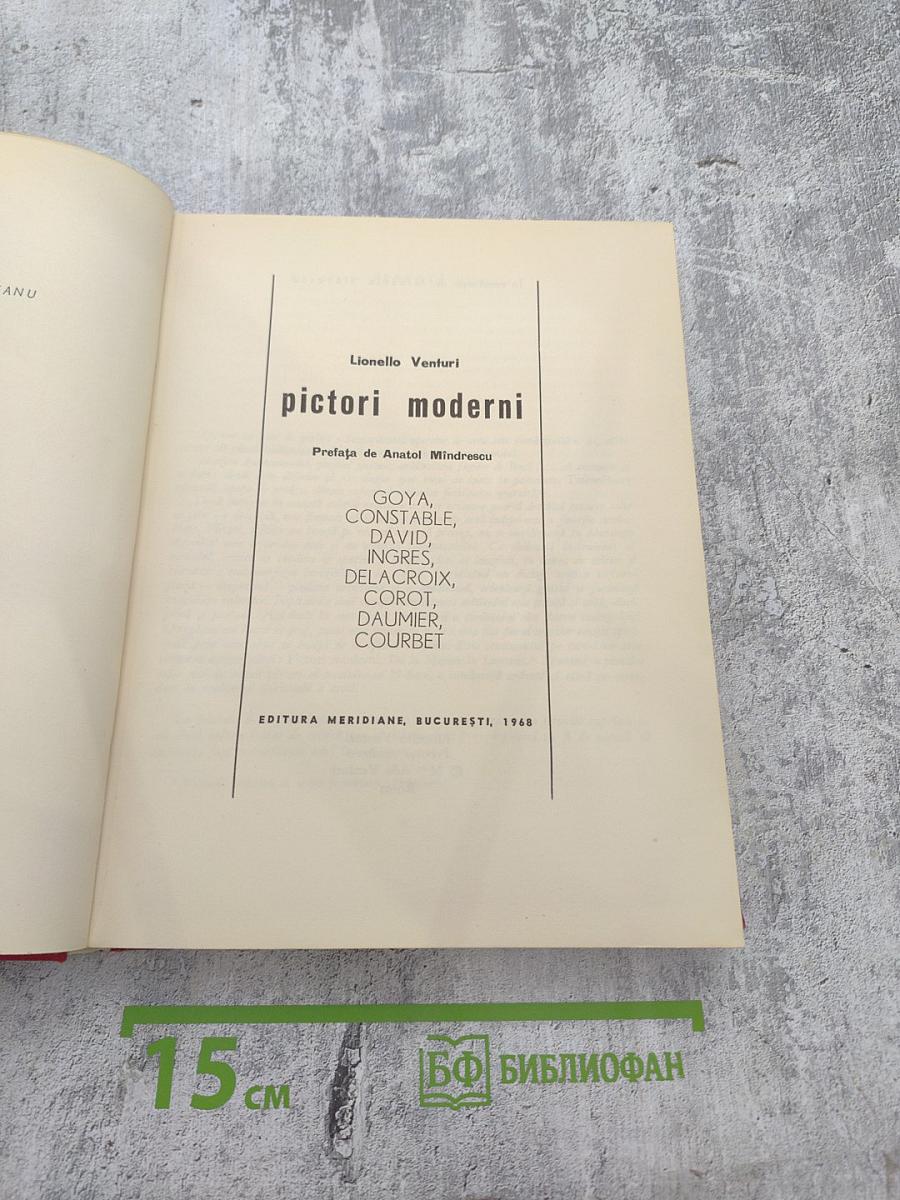 Lionello Venturi
pictori moderni
Prefaţa de Anatol Mîndrescu
GOYA,
CONSTABLE,
DAVID,
INGRES,
DELACROIX,
COROT,
DAUMIER,
COURBET
EDITURA MERIDIANE, BUCUREŞTI, 1968
15 см
БФ БИБЛИОФАН